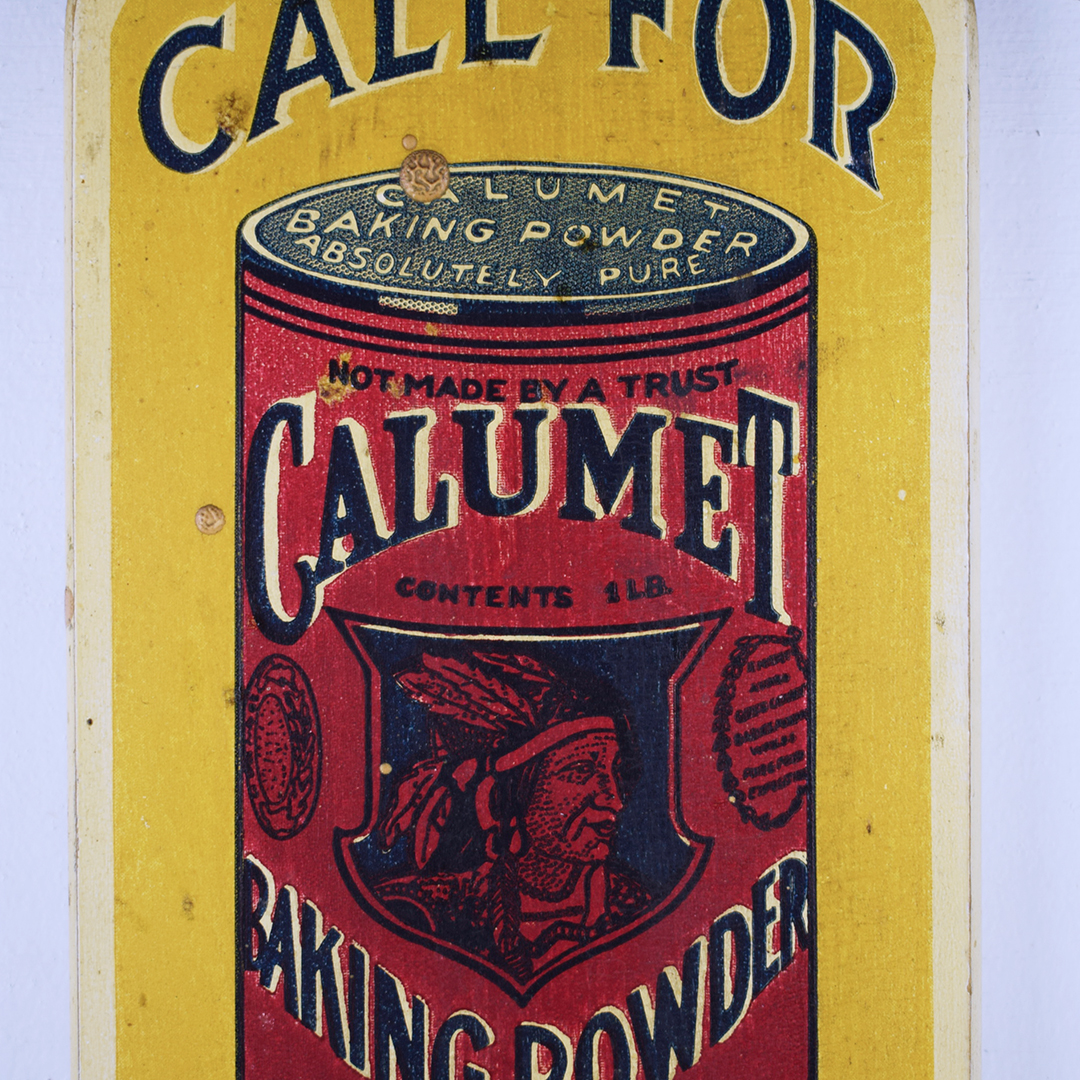 CALL FOR
CALUMET
BAKING POWDER
ABSOLUTELY PURE
NOT MADE BY A TRUST
CALUMET
CONTENTS 1 LB.
BAKING POWDER